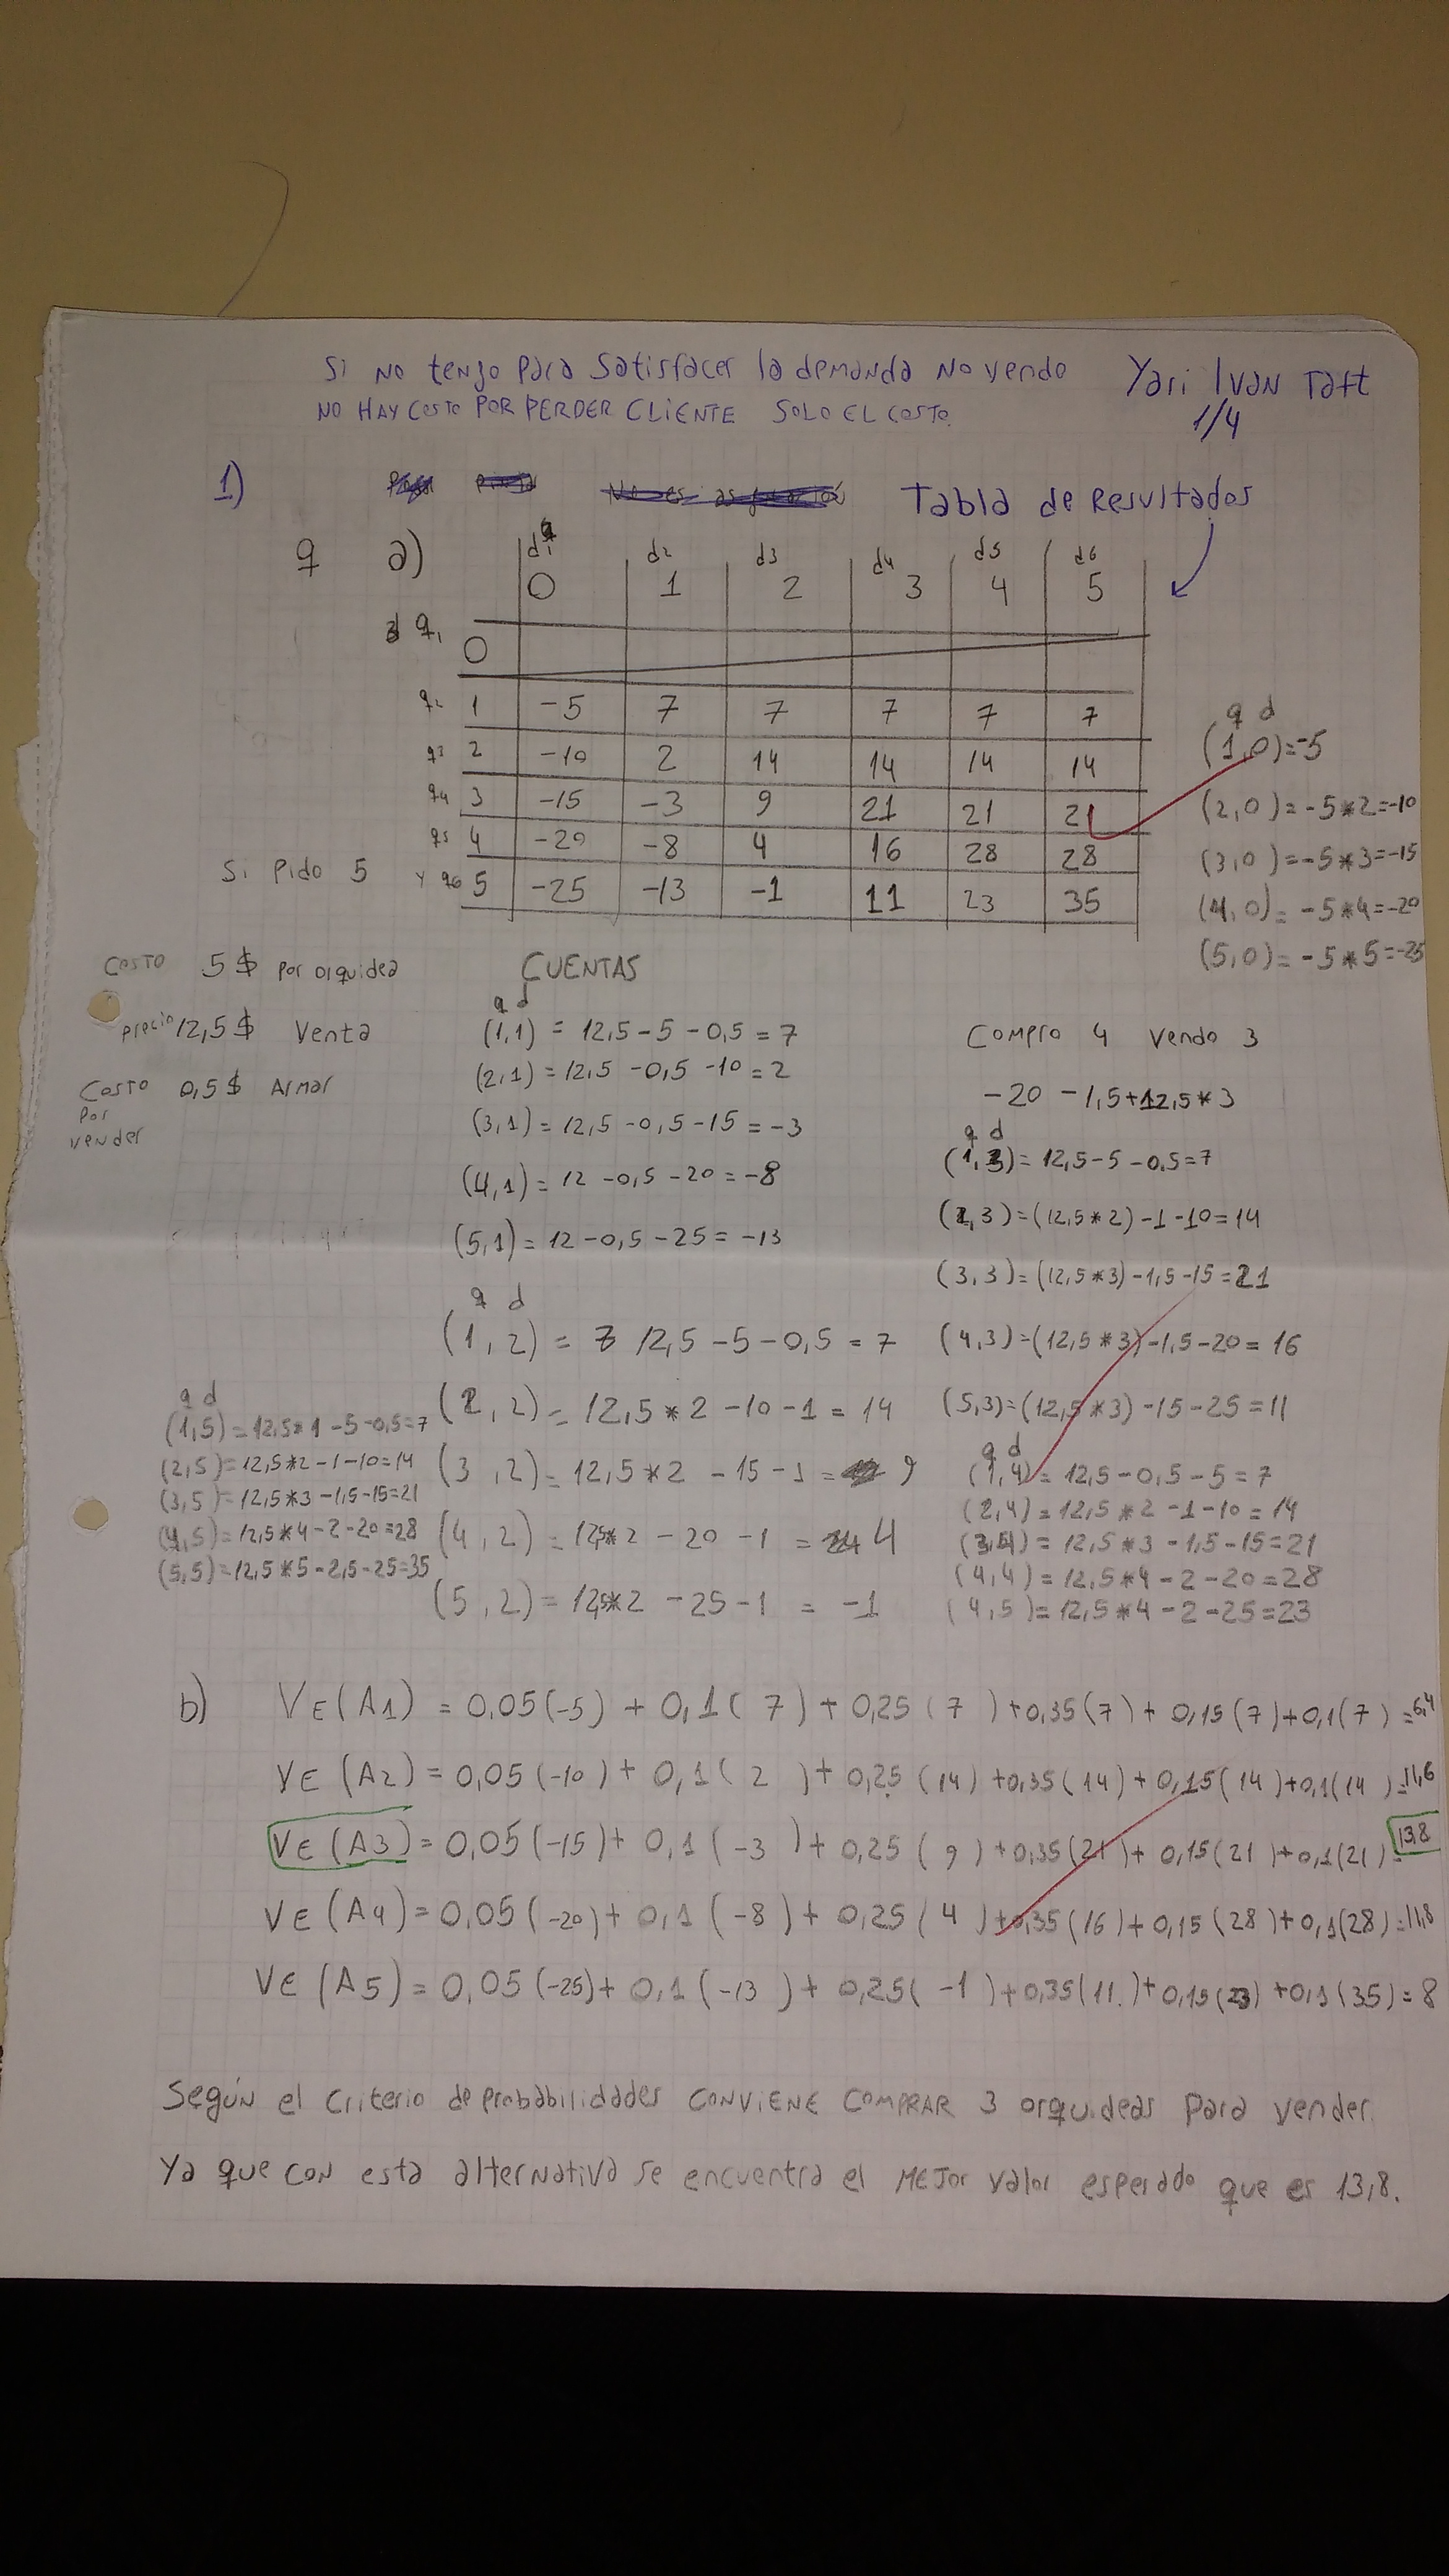 Si no tengo para satisfacer la demanda no vendo
NO HAY COSTO POR PERDER CLIENTE SOLO EL COSTO.
Yari Ivan Taft
1/4
1)
Tabla de Resultados
q a)
d1 d2 d3 d4 d5 d6
0 1 2 3 4 5
q1 0
q2 1 -5 7 7 7 7 7
q3 2 -10 2 14 14 14 14
q4 3 -15 -3 9 21 21 21
q5 4 -20 -8 4 16 28 28
Si Pido 5 y q6 5 -25 -13 -1 11 23 35
q d
(1,0)=-5
(2,0)=-5*2=-10
(3,0)=-5*3=-15
(4,0)=-5*4=-20
(5,0)=-5*5=-25
Costo 5$ por orquidea
precio 12,5$ Venta
Costo 0,5$ Armar
por
vender
CUENTAS
q d
(1,1) = 12,5-5-0,5=7
(2,1)=12,5-0,5-10=2
(3,1)=12,5-0,5-15=-3
(4,1)=12-0,5-20=-8
(5,1)=12-0,5-25=-13
q d
(1,2) = 12,5-5-0,5=7
(2,2)=12,5*2-10-1=14
(3,2)=12,5*2-15-1=9
(4,2)=12,5*2-20-1=4
(5,2)=12,5*2-25-1=-1
Compro 4 vendo 3
-20-1,5+12,5*3
q d
(1,3)=12,5-5-0,5=7
(2,3)=(12,5*2)-1-10=14
(3,3)=(12,5*3)-1,5-15=21
(4,3)=(12,5*3)-1,5-20=16
(5,3)=(12,5*3)-15-25=11
q d
(1,4)=12,5-0,5-5=7
(2,4)=12,5*2-1-10=14
(3,4)=12,5*3-1,5-15=21
(4,4)=12,5*4-2-20=28
(4,5)=12,5*4-2-25=23
q d
(1,5)=12,5*1-5-0,5=7
(2,5)=12,5*2-1-10=14
(3,5)=12,5*3-1,5-15=21
(4,5)=12,5*4-2-20=28
(5,5)=12,5*5-2,5-25=35
b) VE(A1) = 0,05(-5)+0,1(7)+0,25(7)+0,35(7)+0,15(7)+0,1(7)=6,4
VE(A2)=0,05(-10)+0,1(2)+0,25(14)+0,35(14)+0,15(14)+0,1(14)=11,6
VE(A3)=0,05(-15)+0,1(-3)+0,25(9)+0,35(21)+0,15(21)+0,1(21)=13,8
VE(A4)=0,05(-20)+0,1(-8)+0,25(4)+0,35(16)+0,15(28)+0,1(28)=11,8
VE(A5)=0,05(-25)+0,1(-13)+0,25(-1)+0,35(11)+0,15(23)+0,1(35)=8
Según el criterio de probabilidades CONVIENE COMPRAR 3 orquideas para vender.
Ya que con esta alternativa se encuentra el mejor valor esperado que es 13,8.